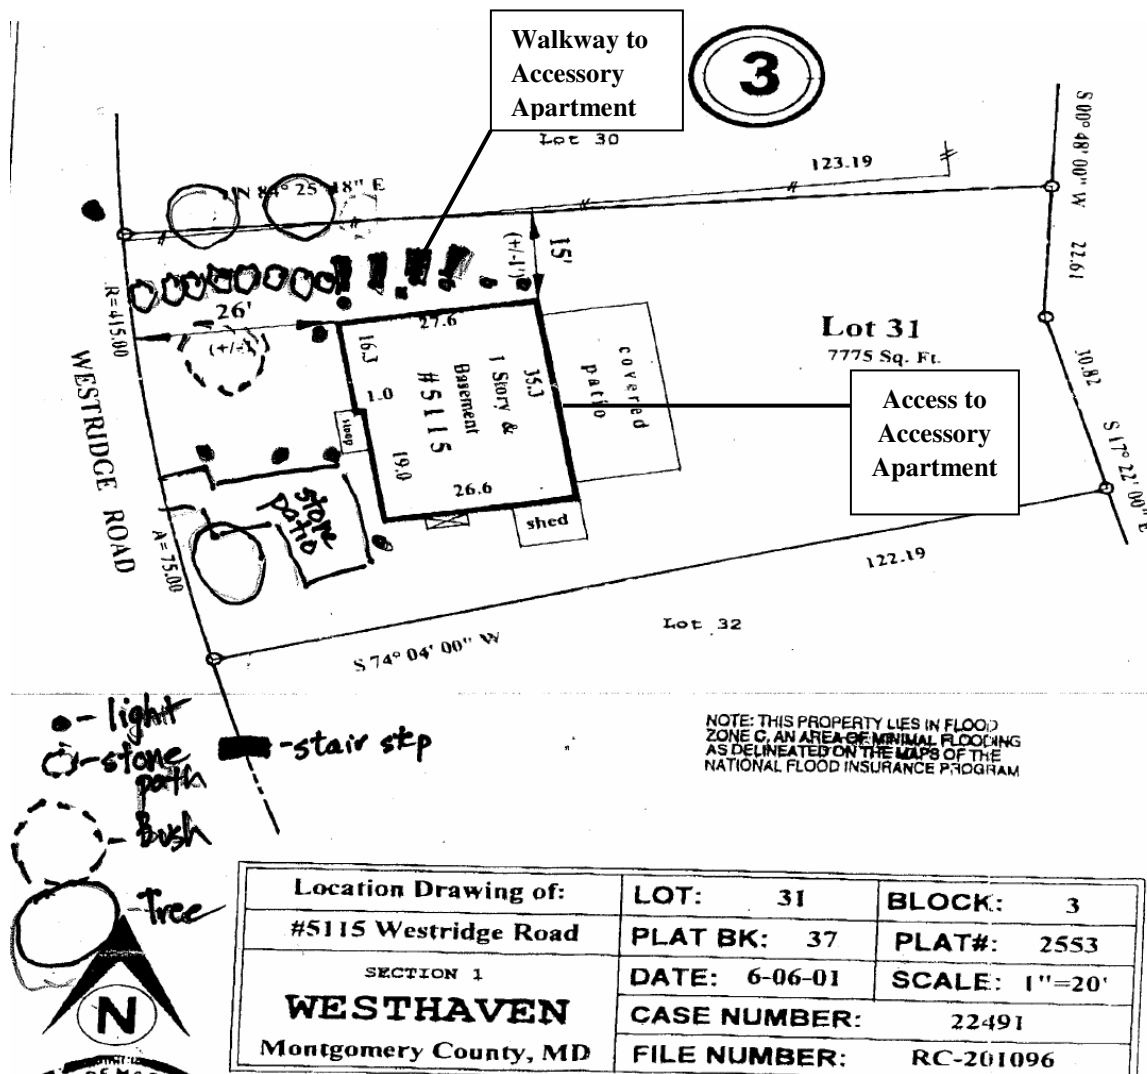 Walkway to
Accessory
Apartment
3
Lot 30
123.19
N 84° 25' 48" E
S 00° 48' 00" W
22.61
15'
(+/-1')
R=415.00
26'
(+/-1')
27.6
16.3
1.0
19.0
35.3
26.6
1 Story &
Basement
#5115
stoop
covered
patio
Lot 31
7775 Sq. Ft.
30.82
S 17° 22' 00" E
Access to
Accessory
Apartment
WESTRIDGE ROAD
A=75.00
stone
patio
shed
122.19
Lot 32
S 74° 04' 00" W
- light
- stone
path
- Bush
- Tree
- stair step
NOTE: THIS PROPERTY LIES IN FLOOD
ZONE C, AN AREA OF MINIMAL FLOODING
AS DELINEATED ON THE MAPS OF THE
NATIONAL FLOOD INSURANCE PROGRAM
N
Location Drawing of:
#5115 Westridge Road
SECTION 1
WESTHAVEN
Montgomery County, MD
LOT: 31
BLOCK: 3
PLAT BK: 37
PLAT#: 2553
DATE: 6-06-01
SCALE: 1"=20'
CASE NUMBER: 22491
FILE NUMBER: RC-201096